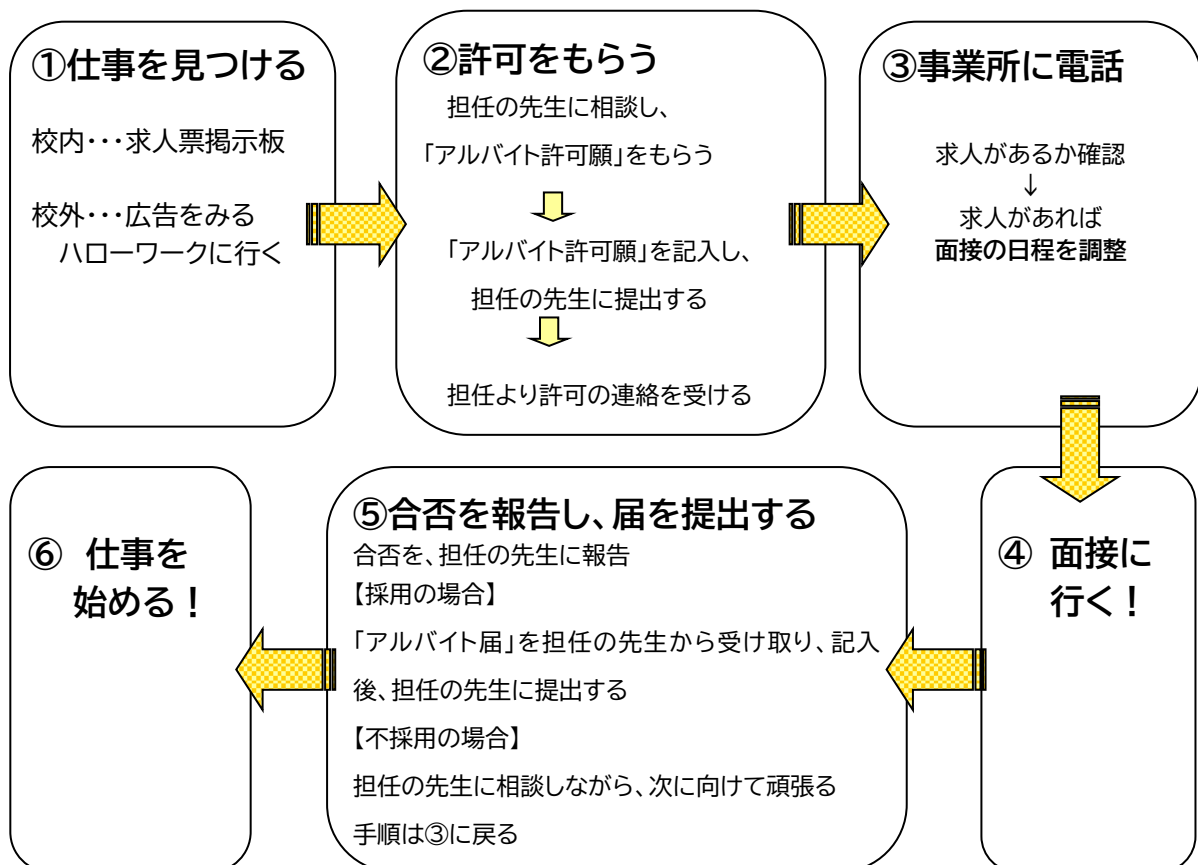 ①仕事を見つける
校内・・・求人票掲示板
校外・・・広告をみる
ハローワークに行く
②許可をもらう
担任の先生に相談し、
「アルバイト許可願」をもらう
「アルバイト許可願」を記入し、
担任の先生に提出する
担任より許可の連絡を受ける
③事業所に電話
求人があるか確認
↓
求人があれば
面接の日程を調整
④ 面接に
行く！
⑤合否を報告し、届を提出する
合否を、担任の先生に報告
【採用の場合】
「アルバイト届」を担任の先生から受け取り、記入
後、担任の先生に提出する
【不採用の場合】
担任の先生に相談しながら、次に向けて頑張る
手順は③に戻る
⑥ 仕事を
始める！